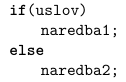 if(uslov)
    naredba1;
else
    naredba2;